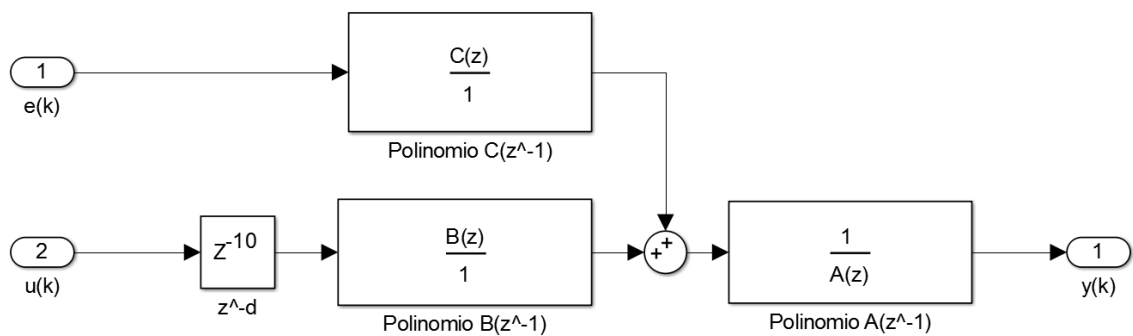 1
e(k)
C(z)
1
Polinomio C(z^-1)
2
u(k)
Z^-10
z^-d
B(z)
1
Polinomio B(z^-1)
+
+
1
A(z)
Polinomio A(z^-1)
1
y(k)